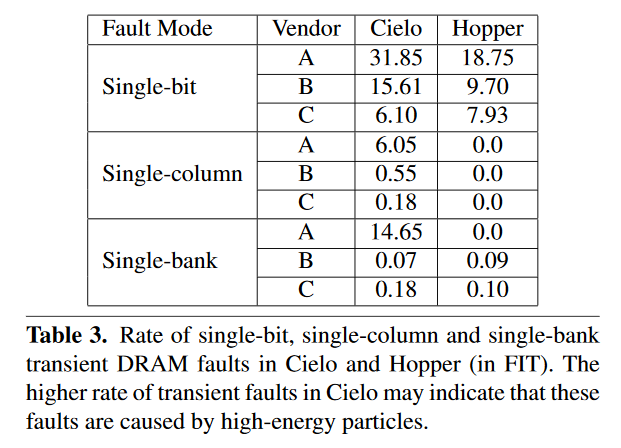 Fault Mode Vendor Cielo Hopper
A 31.85 18.75
Single-bit B 15.61 9.70
C 6.10 7.93
A 6.05 0.0
Single-column B 0.55 0.0
C 0.18 0.0
A 14.65 0.0
Single-bank B 0.07 0.09
C 0.18 0.10
Table 3. Rate of single-bit, single-column and single-bank
transient DRAM faults in Cielo and Hopper (in FIT). The
higher rate of transient faults in Cielo may indicate that these
faults are caused by high-energy particles.